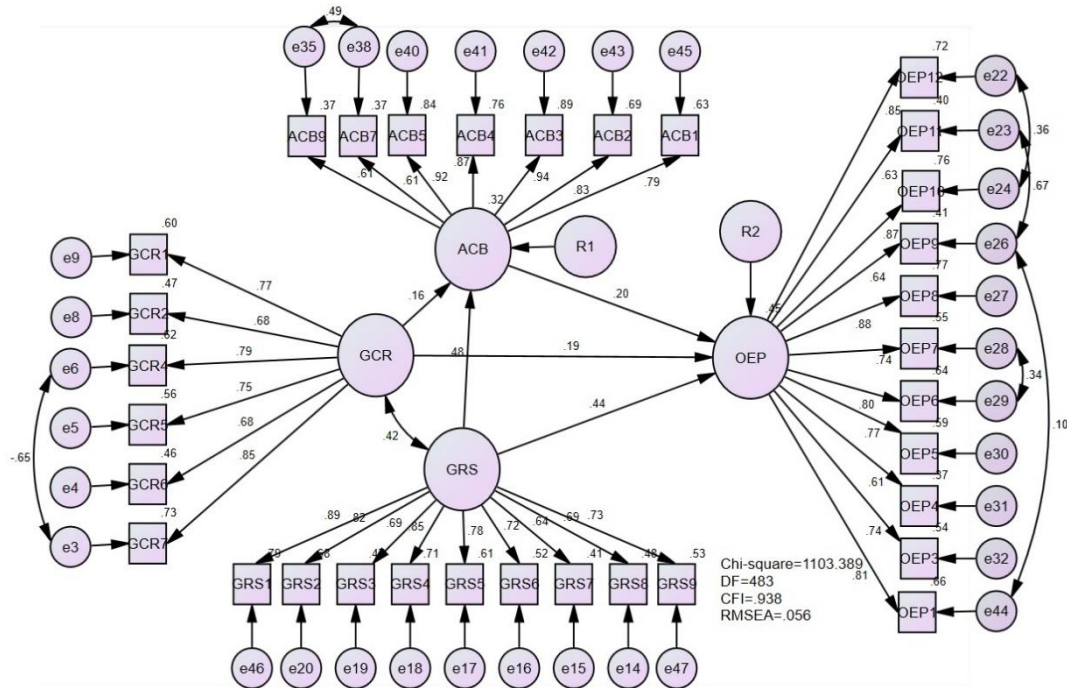 .49
e35
e38
e40
e41
e42
e43
e45
.37
.37
.84
.76
.89
.69
.63
ACB9
ACB7
ACB5
ACB4
ACB3
ACB2
ACB1
.61
.61
.92
.87
.94
.83
.79
.32
ACB
R1
R2
.72
OEP12
e22
.85
.40
OEP11
e23
.36
.76
.63
OEP10
e24
.67
.41
.87
OEP9
e26
.77
.64
OEP8
e27
.55
.88
OEP7
e28
.64
.74
OEP6
e29
.34
.59
.80
OEP5
e30
.37
.77
OEP4
e31
.54
.61
OEP3
e32
.66
.74
OEP1
e44
.81
.10
.60
e9
GCR1
.77
.47
e8
GCR2
.68
.62
e6
GCR4
.79
.56
e5
GCR5
.75
.46
e4
GCR6
.68
.73
e3
GCR7
.85
-.65
GCR
.16
.20
.19
.48
.45
OEP
.44
.42
GRS
.89
.82
.69
.85
.78
.72
.64
.69
.73
.79
.71
.61
.52
.41
.48
.53
GRS1
GRS2
GRS3
GRS4
GRS5
GRS6
GRS7
GRS8
GRS9
e46
e20
e19
e18
e17
e16
e15
e14
e47
Chi-square=1103.389
DF=483
CFI=.938
RMSEA=.056